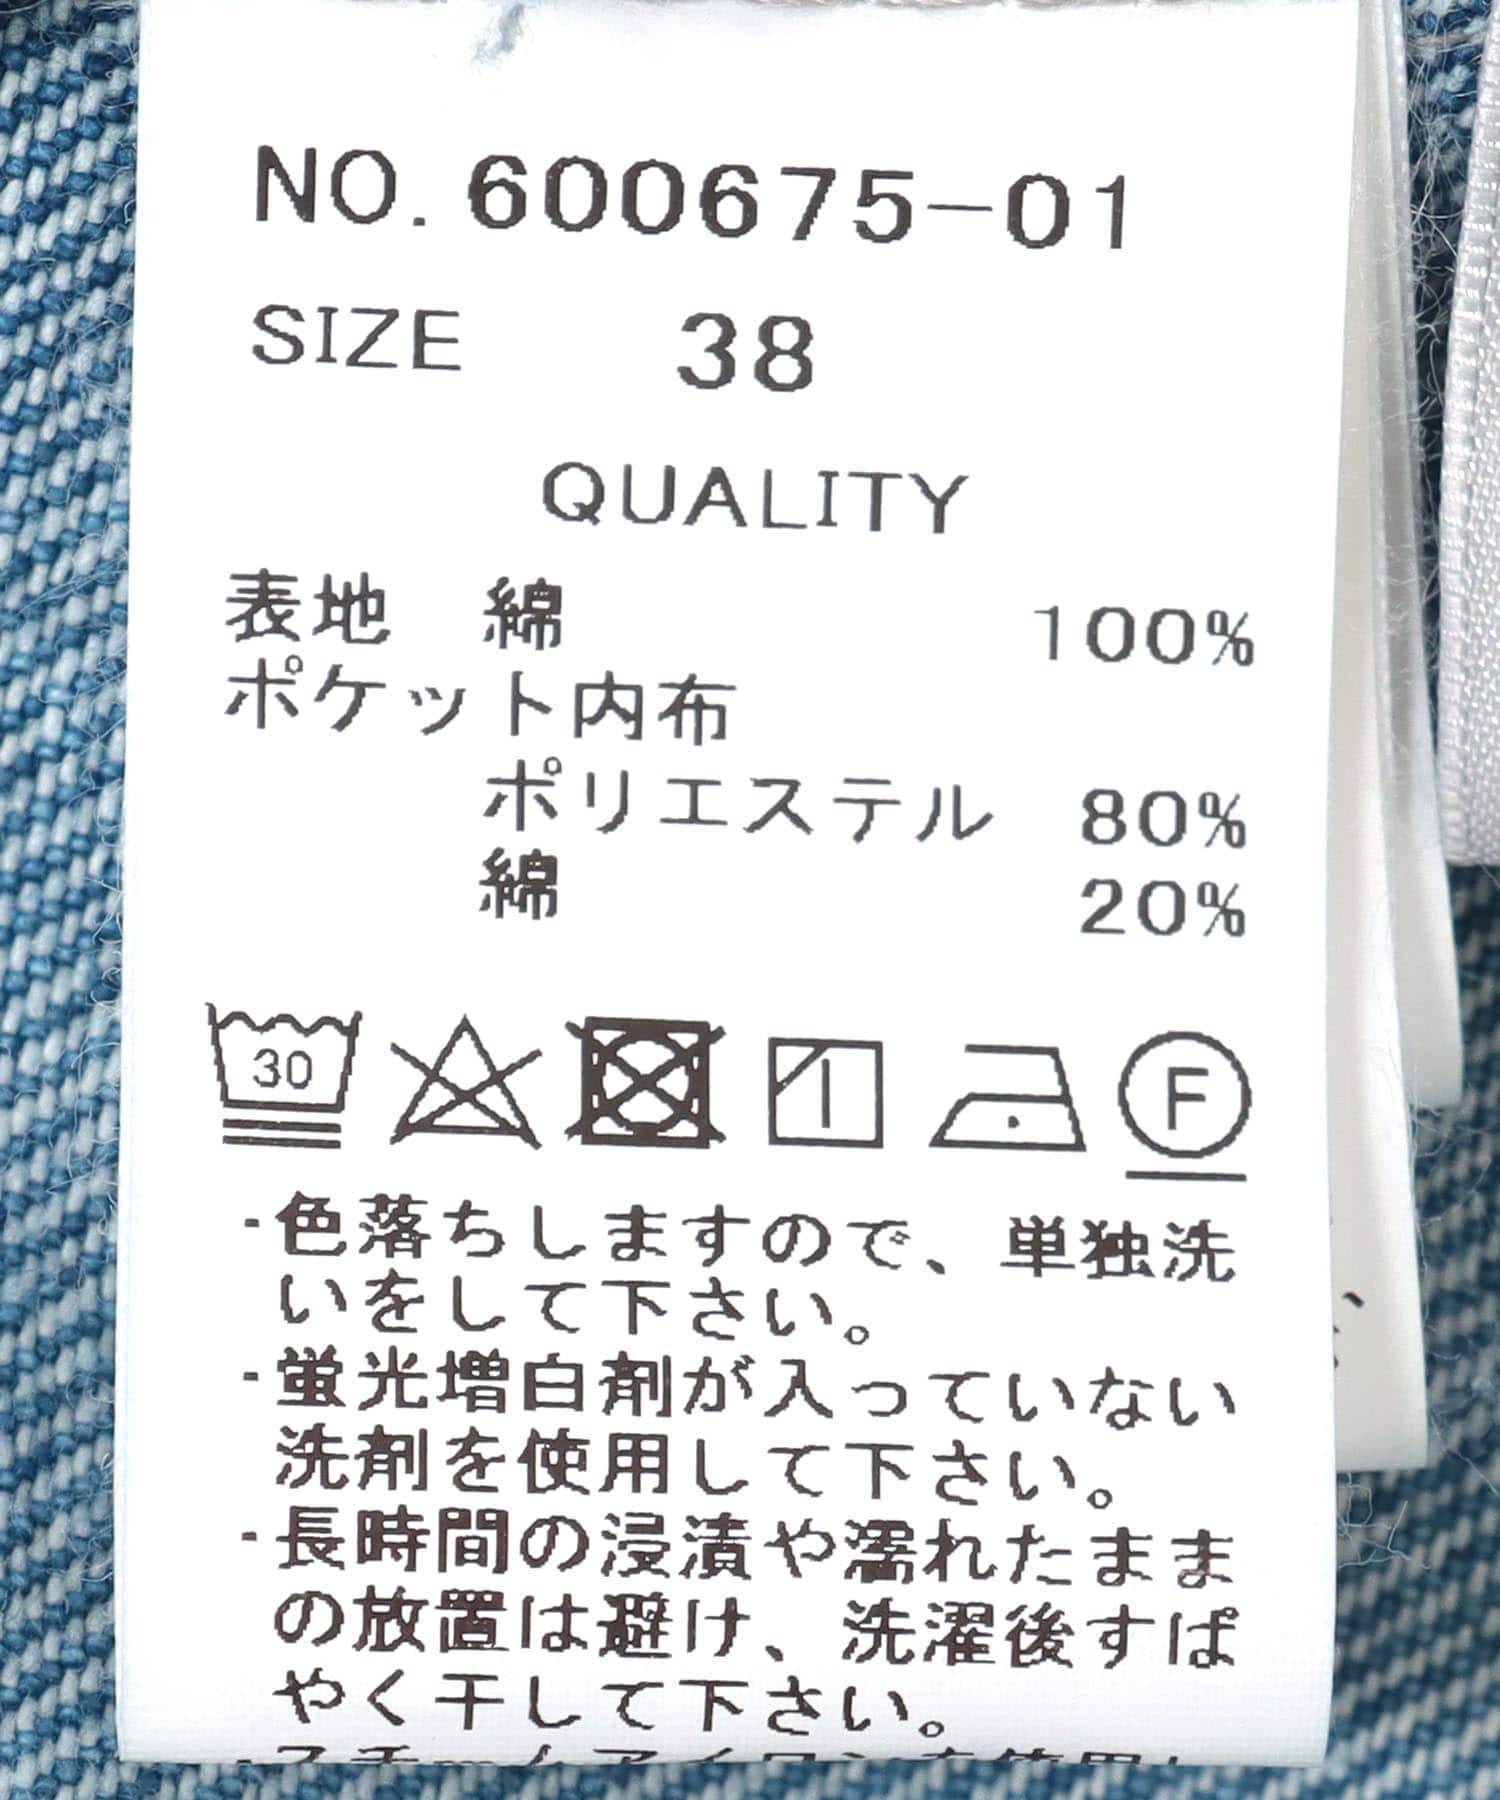 NO. 600675-01
SIZE 38
QUALITY
表地 綿 100%
ポケット内布
ポリエステル 80%
綿 20%
30 F
・色落ちしますので、単独洗
いをして下さい。
・蛍光増白剤が入っていない
洗剤を使用して下さい。
・長時間の浸漬や濡れたまま
の放置は避け、洗濯後すぱ
やく干して下さい。